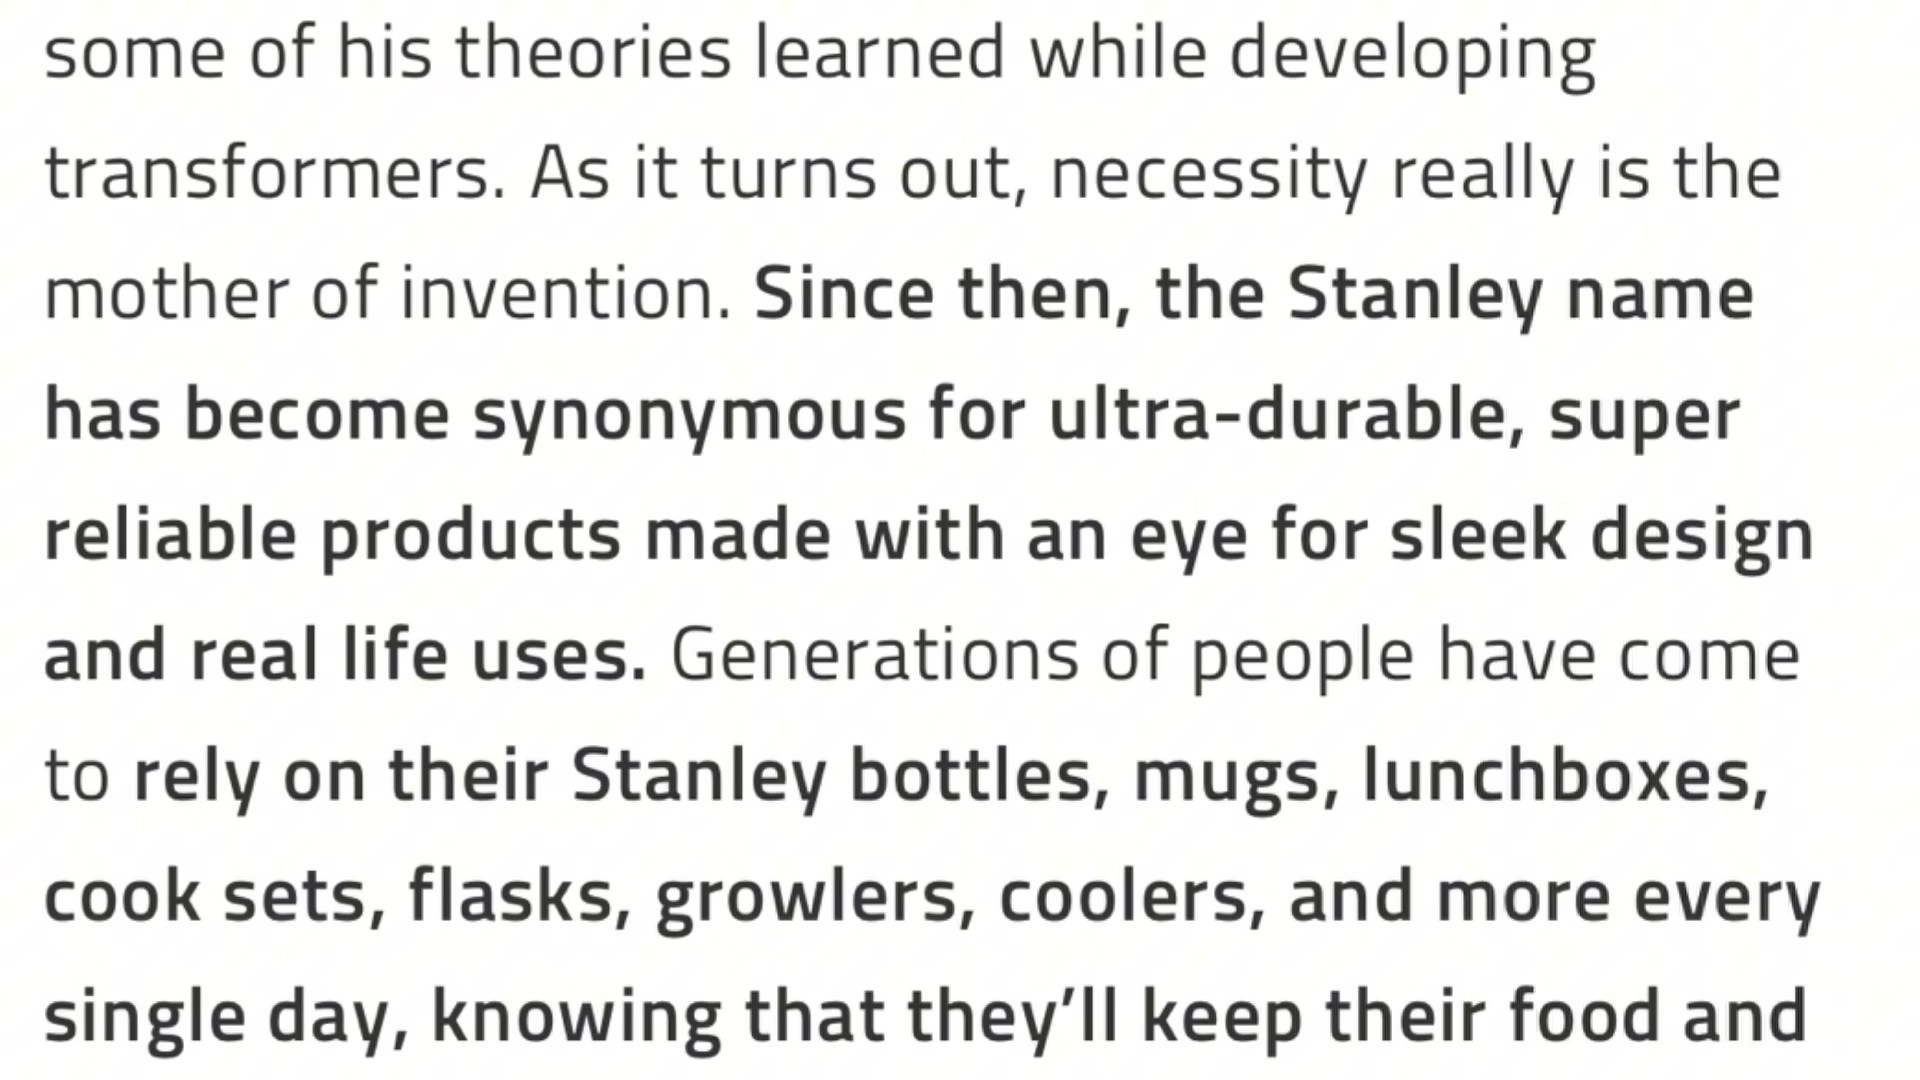 some of his theories learned while developing
transformers. As it turns out, necessity really is the
mother of invention. Since then, the Stanley name
has become synonymous for ultra-durable, super
reliable products made with an eye for sleek design
and real life uses. Generations of people have come
to rely on their Stanley bottles, mugs, lunchboxes,
cook sets, flasks, growlers, coolers, and more every
single day, knowing that they’ll keep their food and